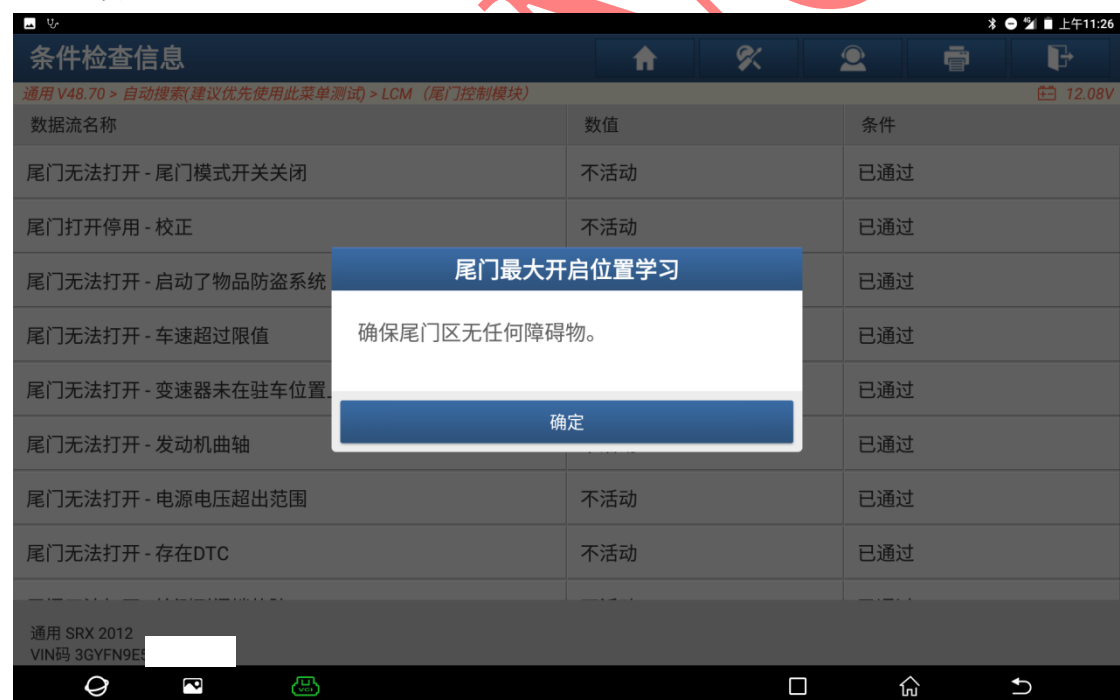 上午11:26
条件检查信息
通用 V48.70 > 自动搜索(建议优先使用此菜单测试) > LCM（尾门控制模块）
12.08V
数据流名称 数值 条件
尾门无法打开 - 尾门模式开关关闭 不活动 已通过
尾门打开停用 - 校正 不活动 已通过
尾门最大开启位置学习
尾门无法打开 - 启动了物品防盗系统 已通过
确保尾门区无任何障碍物。
尾门无法打开 - 车速超过限值 已通过
尾门无法打开 - 变速器未在驻车位置 已通过
确定
尾门无法打开 - 发动机曲轴 已通过
尾门无法打开 - 电源电压超出范围 不活动 已通过
尾门无法打开 - 存在DTC 不活动 已通过
通用 SRX 2012
VIN码 3GYFN9E
VCI